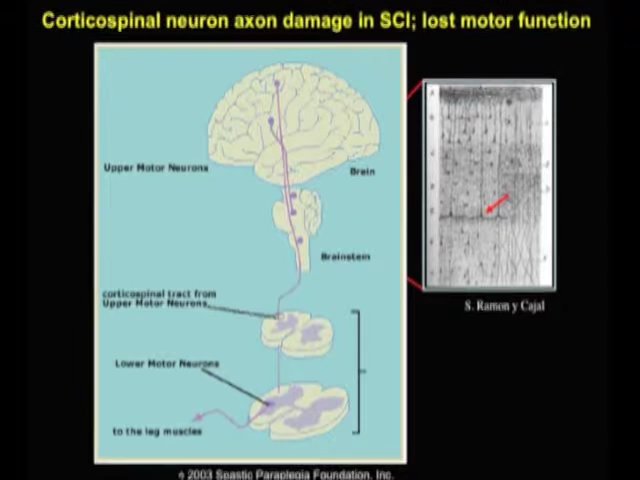 Corticospinal neuron axon damage in SCI; lost motor function
Upper Motor Neurons
Brain
Brainstem
corticospinal tract from
Upper Motor Neurons
Lower Motor Neurons
to the leg muscles
S. Ramon y Cajal
© 2003 Spastic Paraplegia Foundation, Inc.